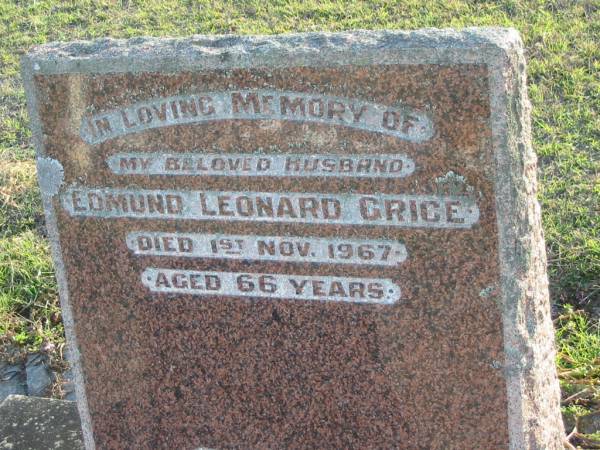 IN LOVING MEMORY OF
MY BELOVED HUSBAND
EDMUND LEONARD GRICE.
DIED 1ST NOV. 1967.
AGED 66 YEARS.